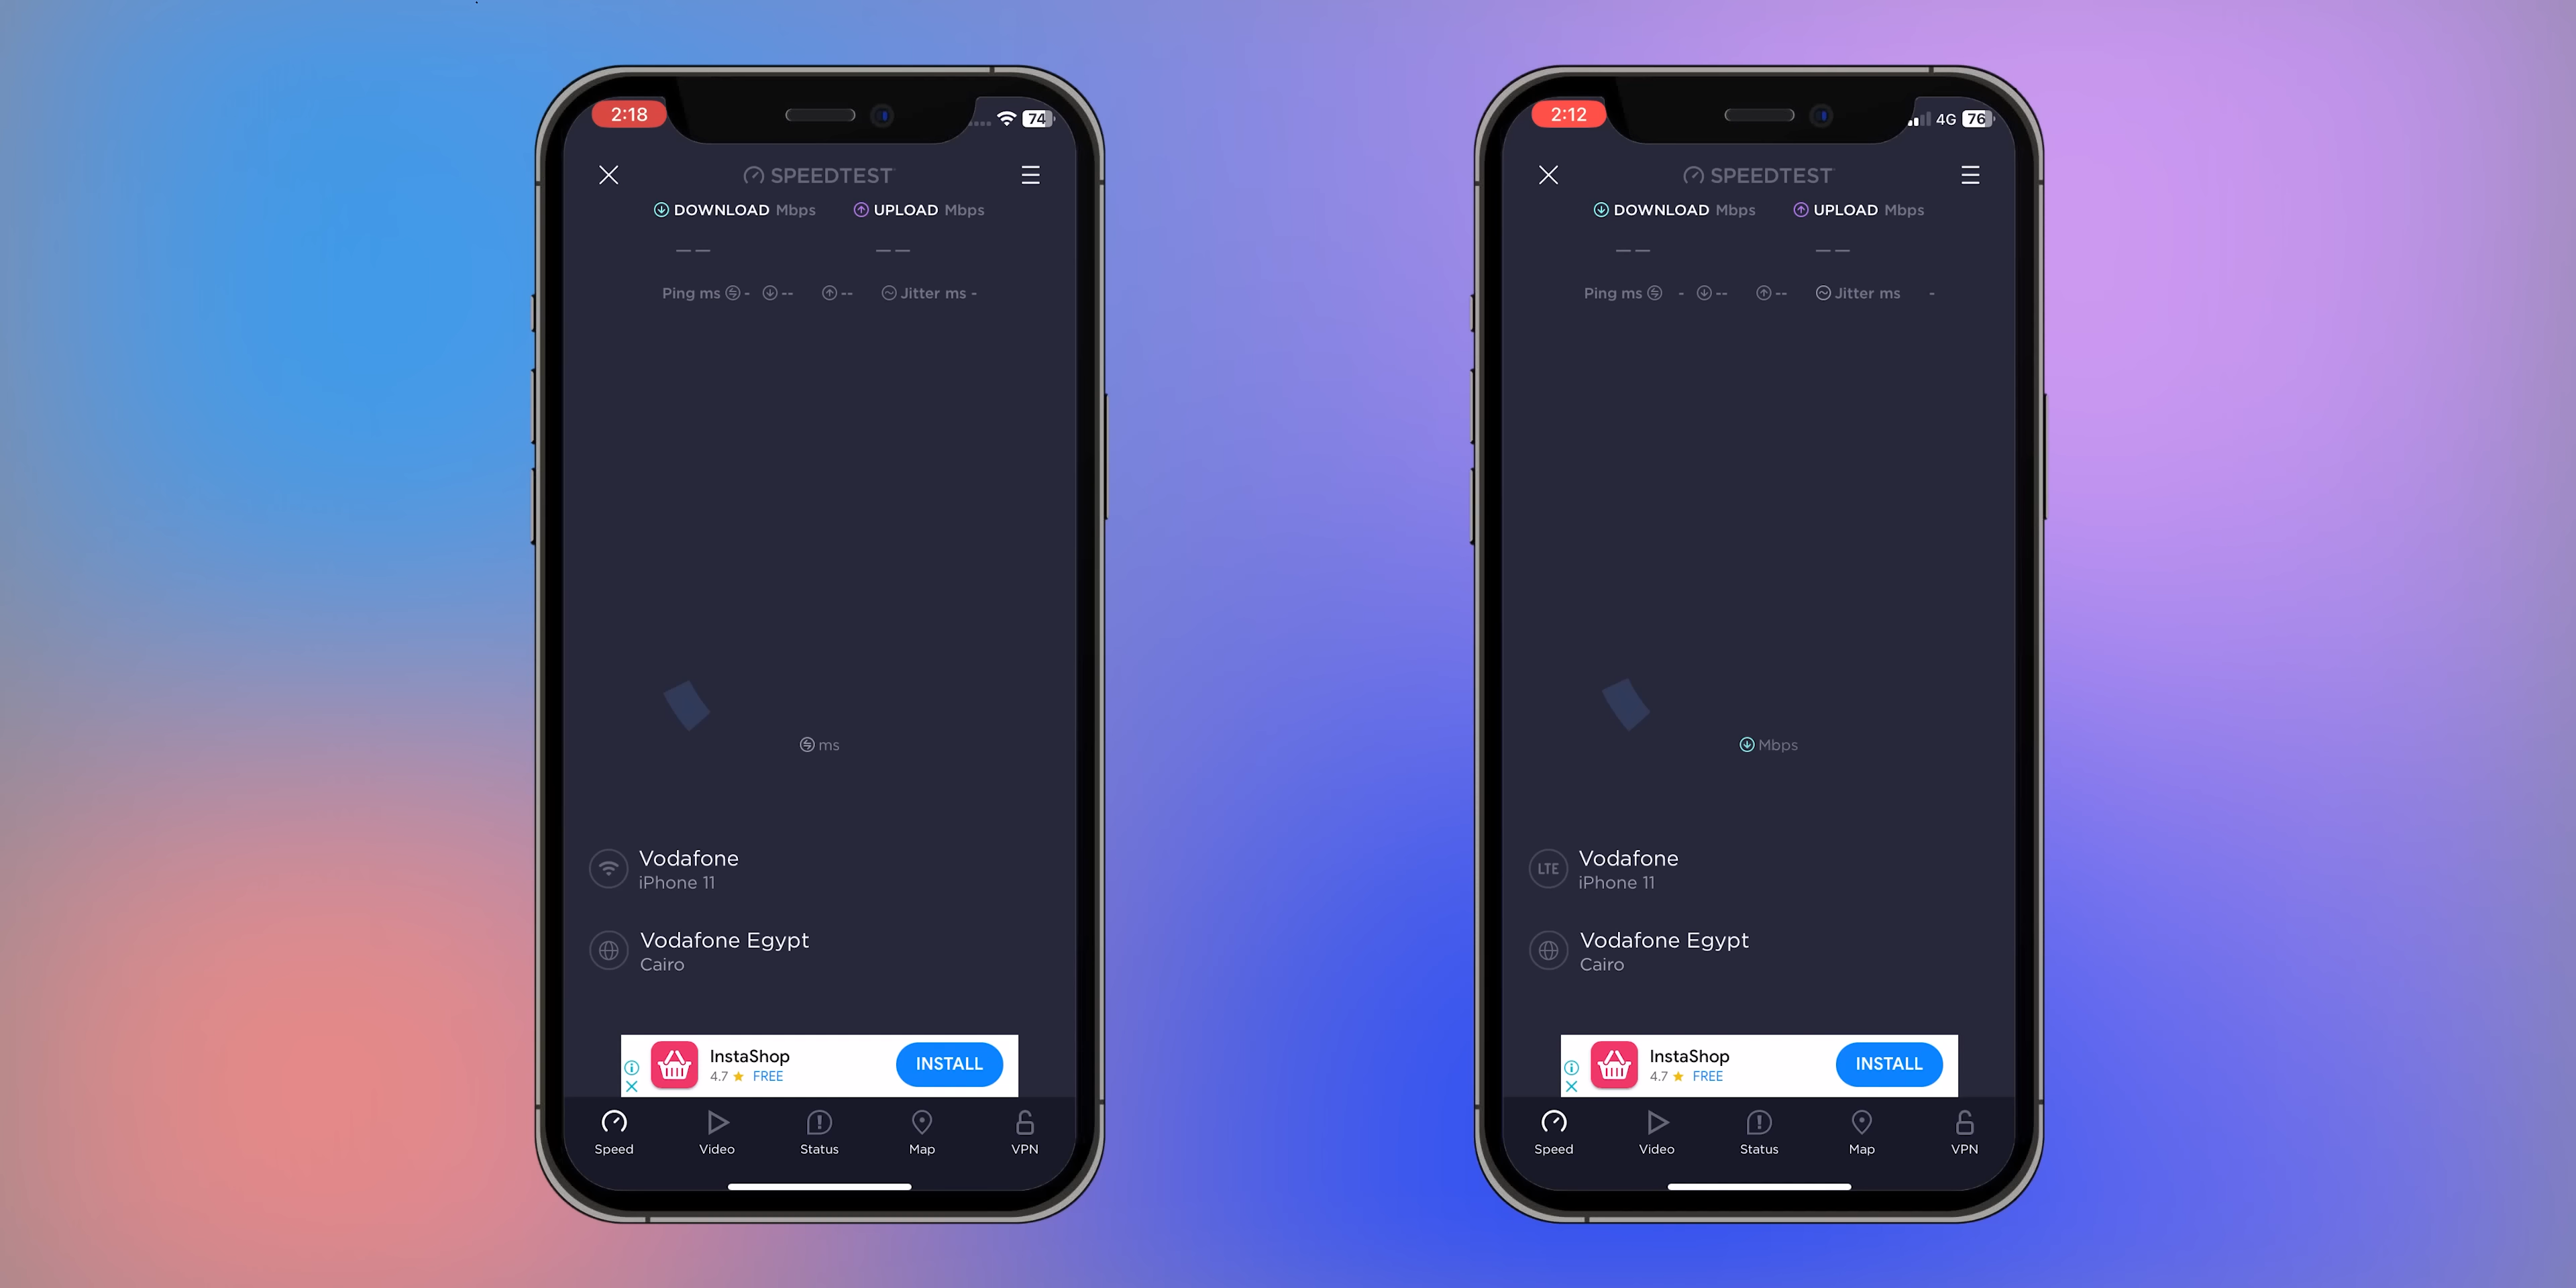 2:18
74
SPEEDTEST
DOWNLOAD Mbps
UPLOAD Mbps
— —
— —
Ping ms - -- -- Jitter ms -
ms
Vodafone
iPhone 11
Vodafone Egypt
Cairo
InstaShop
4.7 ★ FREE
INSTALL
Speed
Video
Status
Map
VPN
2:12
4G 76
SPEEDTEST
DOWNLOAD Mbps
UPLOAD Mbps
— —
— —
Ping ms - -- -- Jitter ms -
Mbps
LTE
Vodafone
iPhone 11
Vodafone Egypt
Cairo
InstaShop
4.7 ★ FREE
INSTALL
Speed
Video
Status
Map
VPN